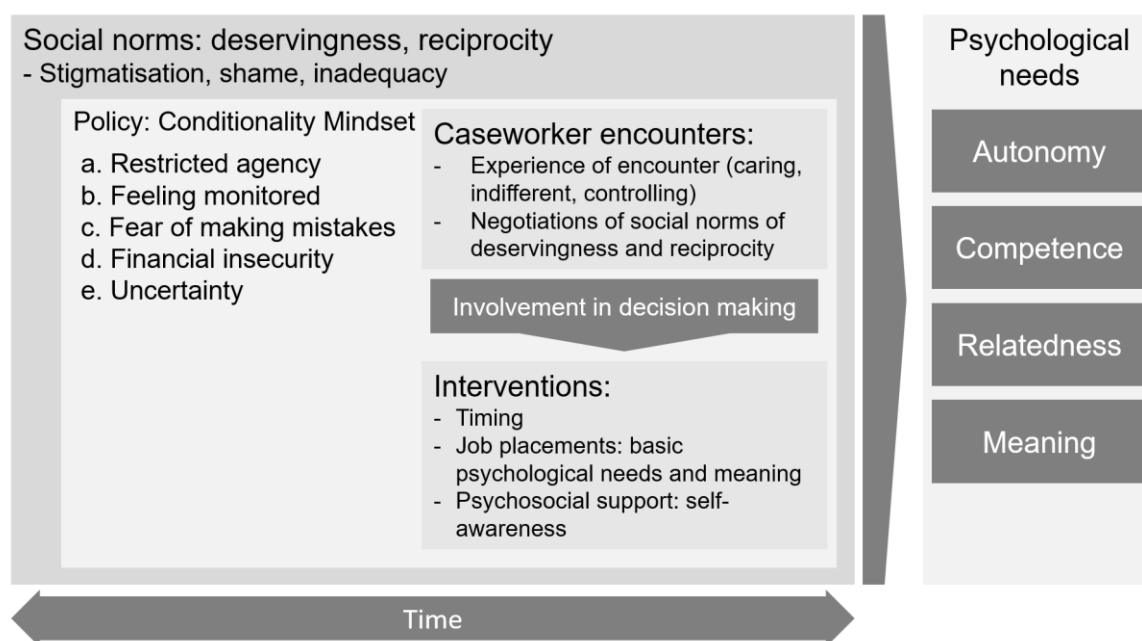 Social norms: deservingness, reciprocity
- Stigmatisation, shame, inadequacy
Policy: Conditionality Mindset
a. Restricted agency
b. Feeling monitored
c. Fear of making mistakes
d. Financial insecurity
e. Uncertainty
Caseworker encounters:
- Experience of encounter (caring,
indifferent, controlling)
- Negotiations of social norms of
deservingness and reciprocity
Involvement in decision making
Interventions:
- Timing
- Job placements: basic
psychological needs and meaning
- Psychosocial support: self-
awareness
Psychological
needs
Autonomy
Competence
Relatedness
Meaning
Time